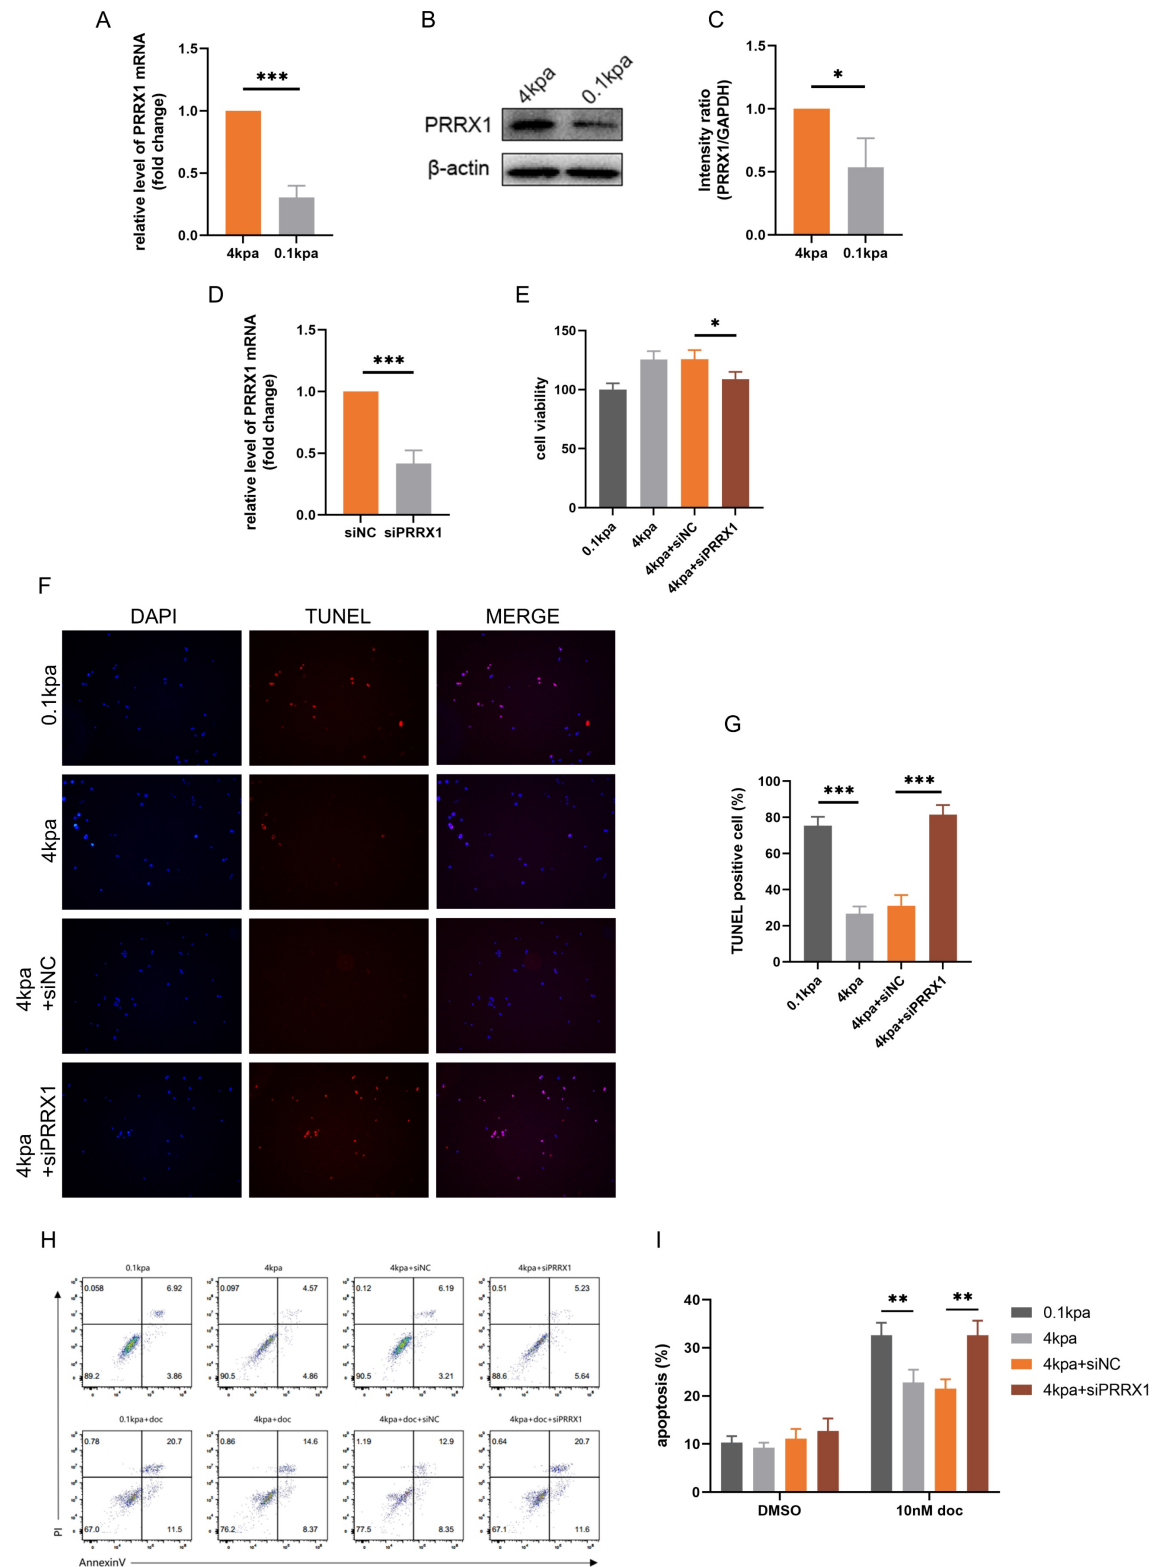 A
relative level of PRRX1 mRNA
(fold change)
1.5
1.0
0.5
0.0
***
4kpa 0.1kpa
B
4kpa 0.1kpa
PRRX1
β-actin
C
Intensity ratio
(PRRX1/GAPDH)
1.5
1.0
0.5
0.0
*
4kpa 0.1kpa
D
relative level of PRRX1 mRNA
(fold change)
1.5
1.0
0.5
0.0
***
siNC siPRRX1
E
cell viability
150
100
50
0
*
0.1kpa
4kpa
4kpa+siNC
4kpa+siPRRX1
F
DAPI TUNEL MERGE
0.1kpa
4kpa
4kpa
+siNC
4kpa
+siPRRX1
G
TUNEL positive cell (%)
100
80
60
40
20
0
*** ***
0.1kpa
4kpa
4kpa+siNC
4kpa+siPRRX1
H
0.1kpa 4kpa 4kpa+siNC 4kpa+siPRRX1
0.058 6.92 0.097 4.57 0.12 6.19 0.51 5.23
89.2 3.86 90.5 4.86 90.5 3.21 88.6 5.64
0.1kpa+doc 4kpa+doc 4kpa+doc+siNC 4kpa+doc+siPRRX1
0.78 20.7 0.86 14.6 1.19 12.9 0.64 20.7
67.0 11.5 76.2 8.37 77.5 8.35 67.1 11.6
PI
AnnexinV
I
apoptosis (%)
40
30
20
10
0
** **
DMSO 10nM doc
0.1kpa
4kpa
4kpa+siNC
4kpa+siPRRX1